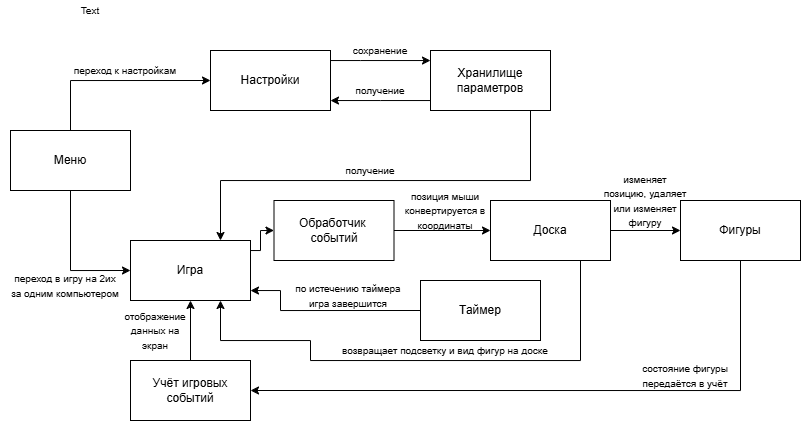 Text
сохранение
переход к настройкам
Настройки
Хранилище
параметров
получение
Меню
получение
изменяет
позицию, удаляет
или изменяет
фигуру
позиция мыши
конвертируется в
координаты
Обработчик
событий
Доска
Фигуры
Игра
переход в игру на 2их
за одним компьютером
по истечению таймера
игра завершится
Таймер
отображение
данных на
экран
возвращает подсветку и вид фигур на доске
состояние фигуры
передаётся в учёт
Учёт игровых
событий